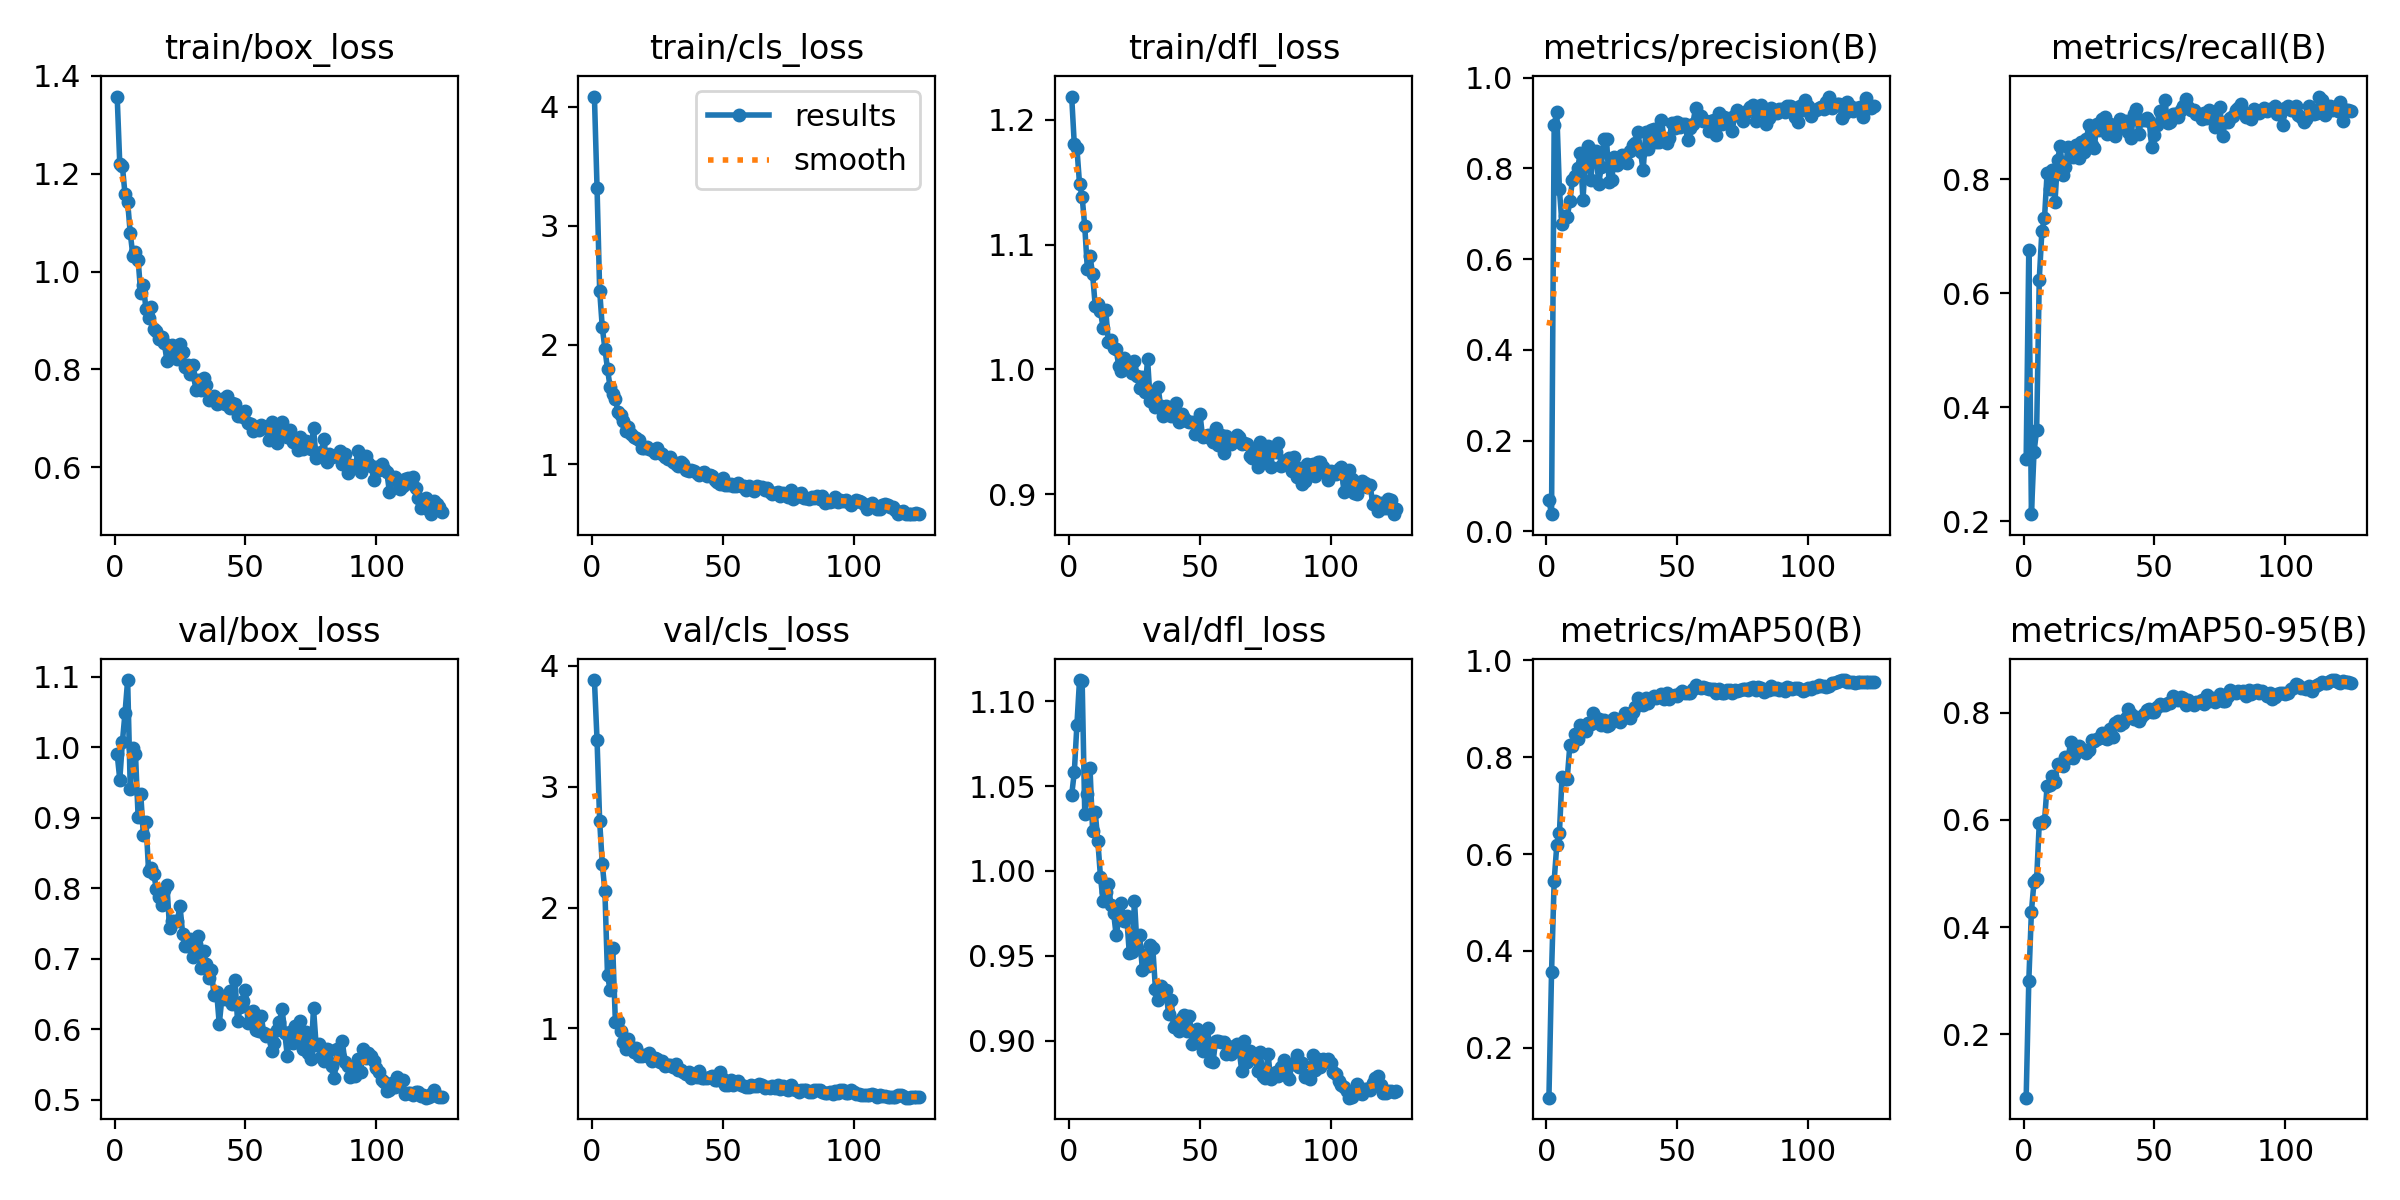 train/box_loss
1.4
1.2
1.0
0.8
0.6
0 50 100
train/cls_loss
results
smooth
4
3
2
1
0 50 100
train/dfl_loss
1.2
1.1
1.0
0.9
0 50 100
metrics/precision(B)
1.0
0.8
0.6
0.4
0.2
0.0
0 50 100
metrics/recall(B)
0.8
0.6
0.4
0.2
0 50 100
val/box_loss
1.1
1.0
0.9
0.8
0.7
0.6
0.5
0 50 100
val/cls_loss
4
3
2
1
0 50 100
val/dfl_loss
1.10
1.05
1.00
0.95
0.90
0 50 100
metrics/mAP50(B)
1.0
0.8
0.6
0.4
0.2
0 50 100
metrics/mAP50-95(B)
0.8
0.6
0.4
0.2
0 50 100